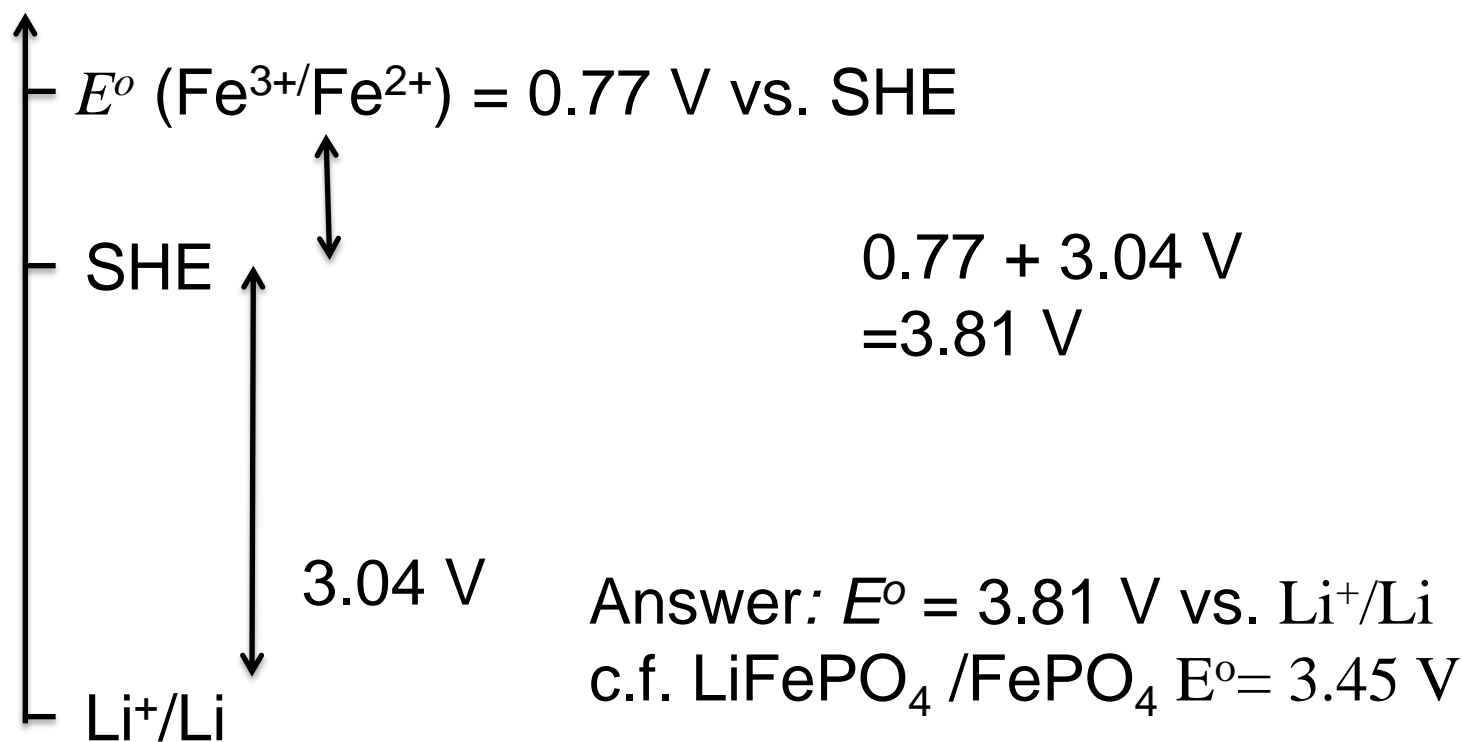 E° (Fe³⁺/Fe²⁺) = 0.77 V vs. SHE
SHE
0.77 + 3.04 V
=3.81 V
3.04 V
Answer: E° = 3.81 V vs. Li⁺/Li
c.f. LiFePO₄ /FePO₄ E°= 3.45 V
Li⁺/Li